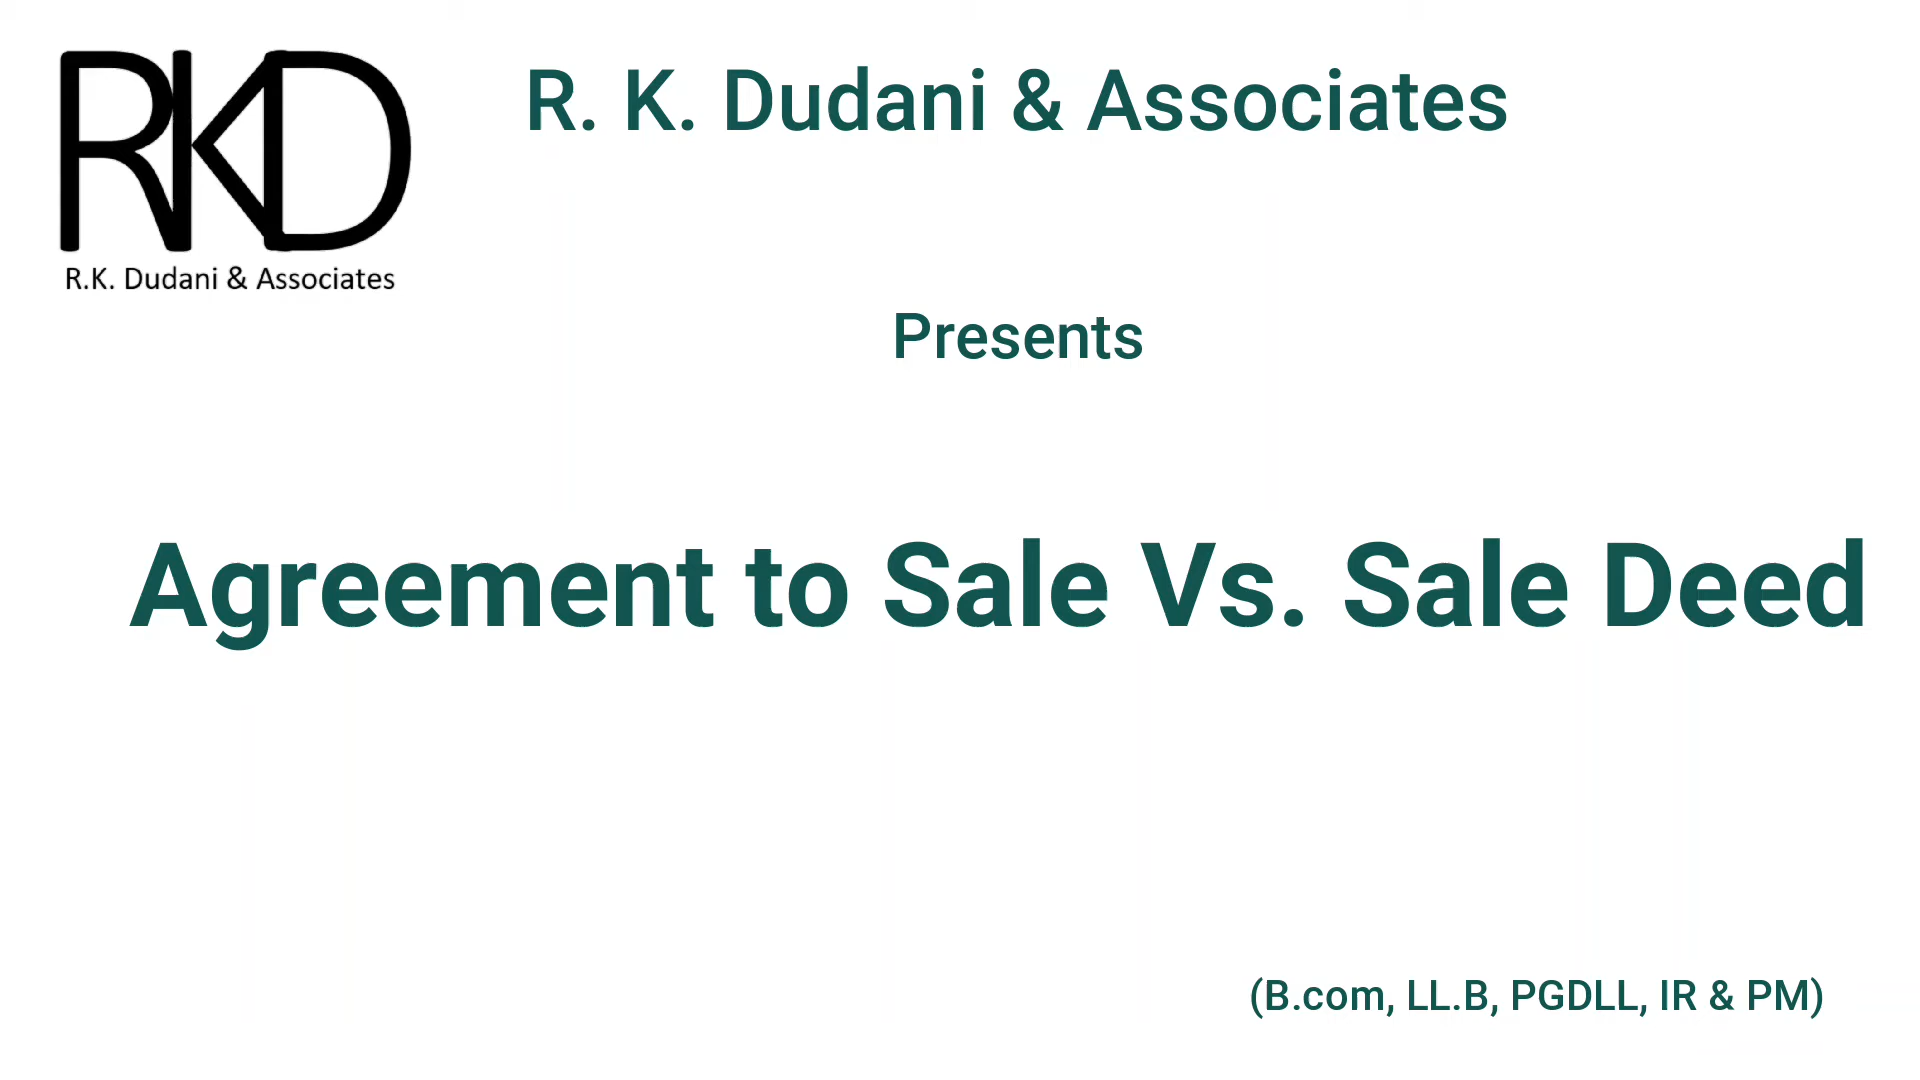 RKD
R.K. Dudani & Associates
R. K. Dudani & Associates
Presents
Agreement to Sale Vs. Sale Deed
(B.com, LL.B, PGDLL, IR & PM)